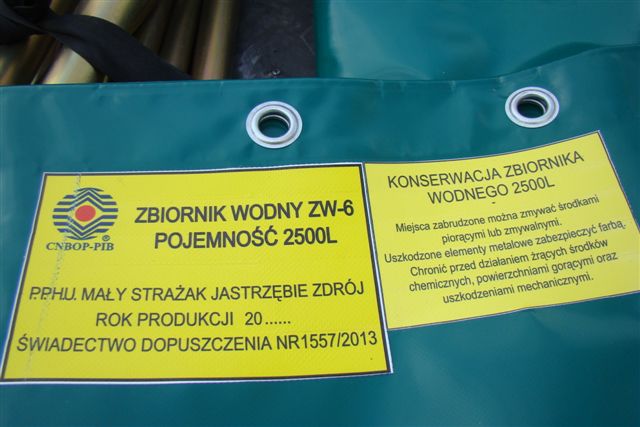 ZBIORNIK WODNY ZW-6
POJEMNOŚĆ 2500L
CNBOP-PIB
®
P.P.H.U. MAŁY STRAŻAK JASTRZĘBIE ZDRÓJ
ROK PRODUKCJI 20......
ŚWIADECTWO DOPUSZCZENIA NR1557/2013
KONSERWACJA ZBIORNIKA
WODNEGO 2500L
-
Miejsca zabrudzone można zmywać środkami
piorącymi lub zmywalnymi.
Uszkodzone elementy metalowe zabezpieczyć farbą.
Chronić przed działaniem żrących środków
chemicznych, powierzchniami gorącymi oraz
uszkodzeniami mechanicznymi.